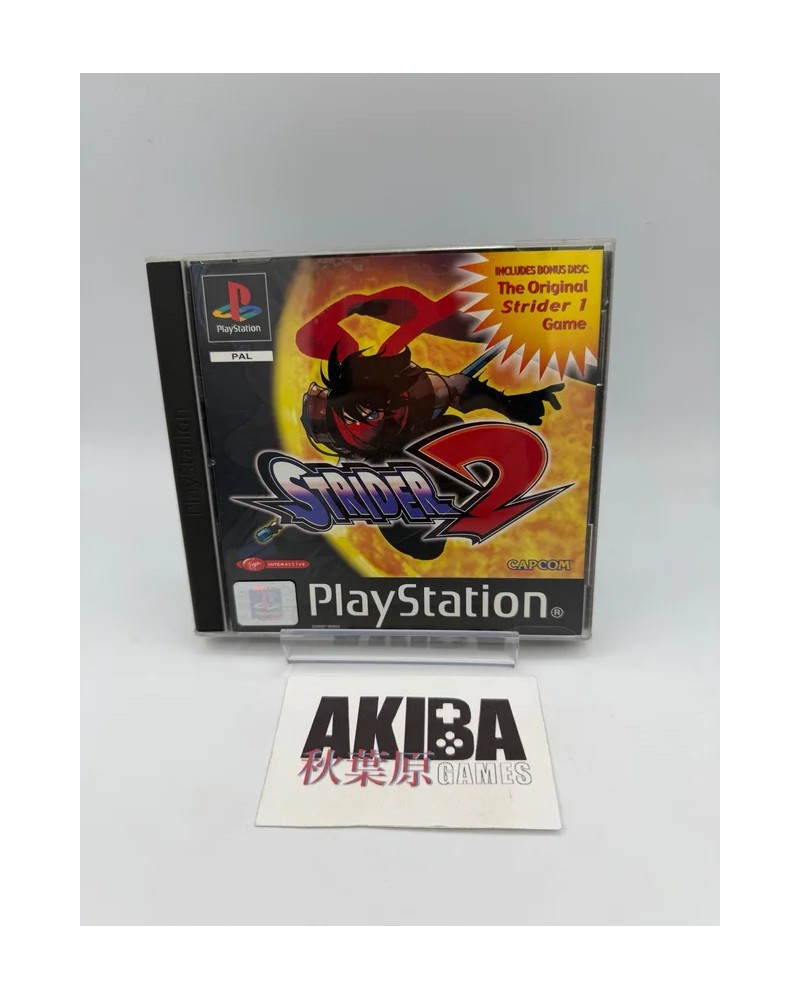 PlayStation
PAL
INCLUDES BONUS DISC:
The Original
Strider 1
Game
PlayStation
STRIDER 2
Virgin INTERACTIVE
CAPCOM
PlayStation®
AKIBA
秋葉原 GAMES